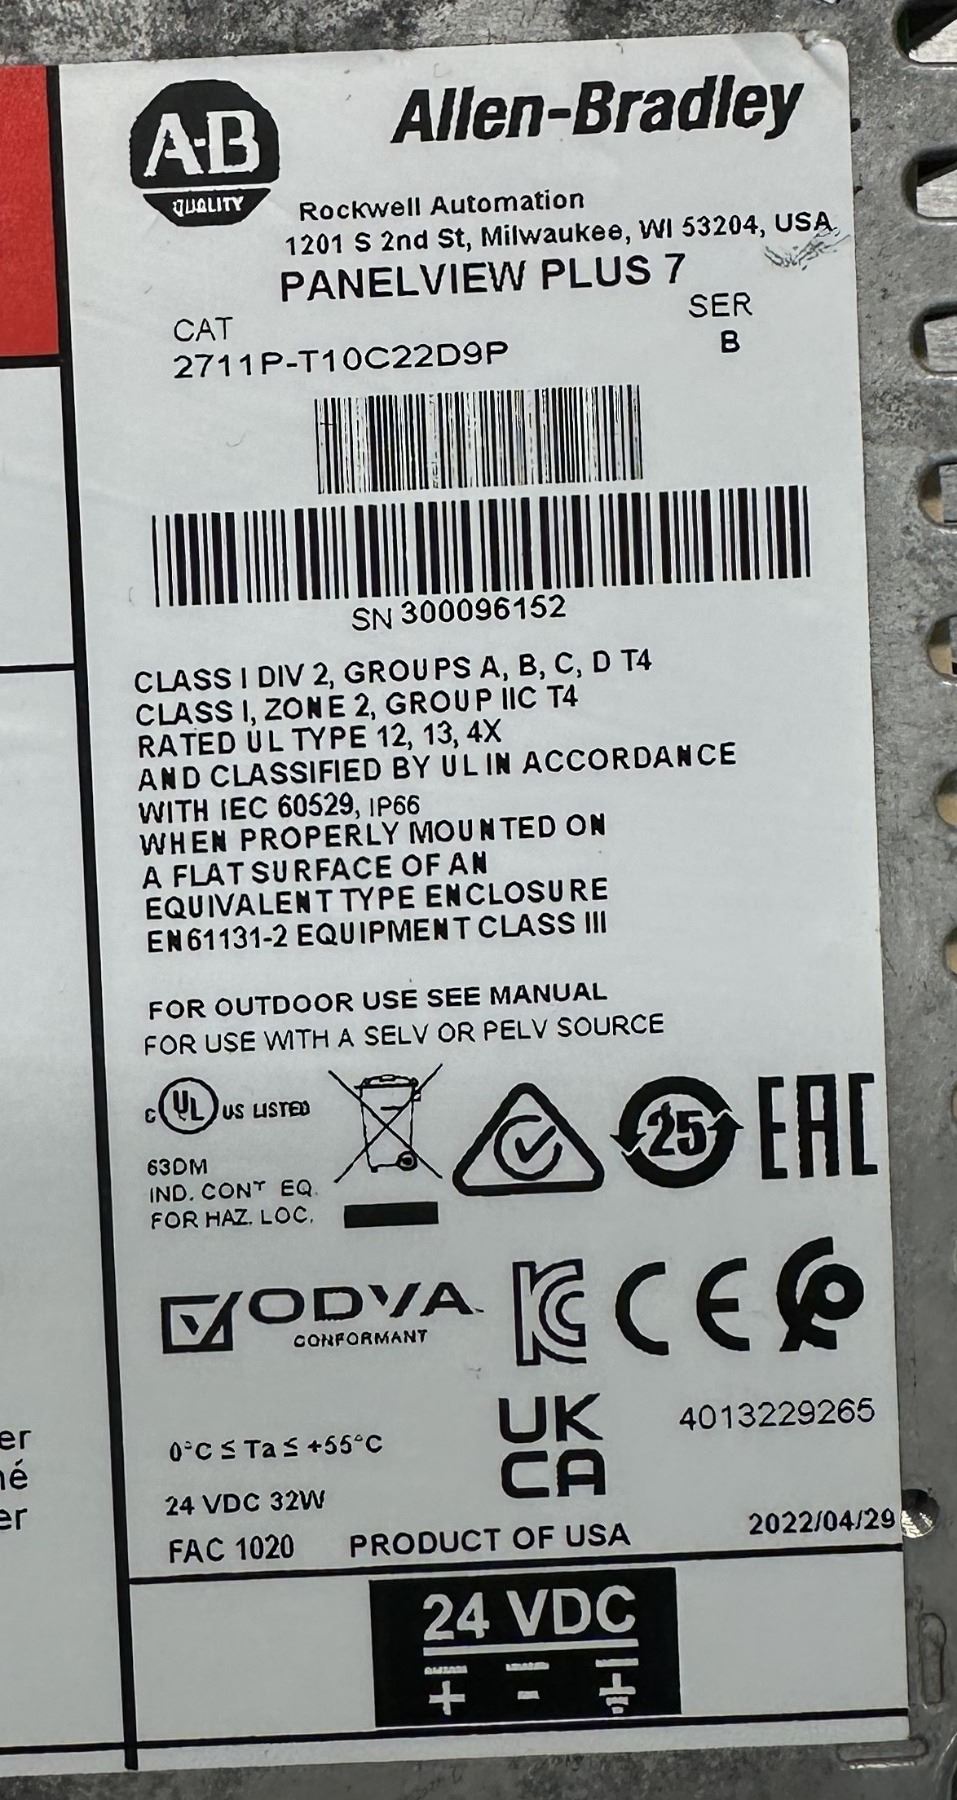 A·B
QUALITY
Allen-Bradley
Rockwell Automation
1201 S 2nd St, Milwaukee, WI 53204, USA
PANELVIEW PLUS 7
CAT
SER
2711P-T10C22D9P
B
SN 300096152
CLASS I DIV 2, GROUPS A, B, C, D T4
CLASS I, ZONE 2, GROUP IIC T4
RATED UL TYPE 12, 13, 4X
AND CLASSIFIED BY UL IN ACCORDANCE
WITH IEC 60529, IP66
WHEN PROPERLY MOUNTED ON
A FLAT SURFACE OF AN
EQUIVALENT TYPE ENCLOSURE
EN61131-2 EQUIPMENT CLASS III
FOR OUTDOOR USE SEE MANUAL
FOR USE WITH A SELV OR PELV SOURCE
C UL US LISTED
25
EAC
63DM
IND. CONT EQ.
FOR HAZ. LOC.
ODVA
CONFORMANT
KC
CE
UK
CA
4013229265
0°C ≤ Ta ≤ +55°C
24 VDC 32W
FAC 1020
PRODUCT OF USA
2022/04/29
er
né
er
24 VDC
+ -